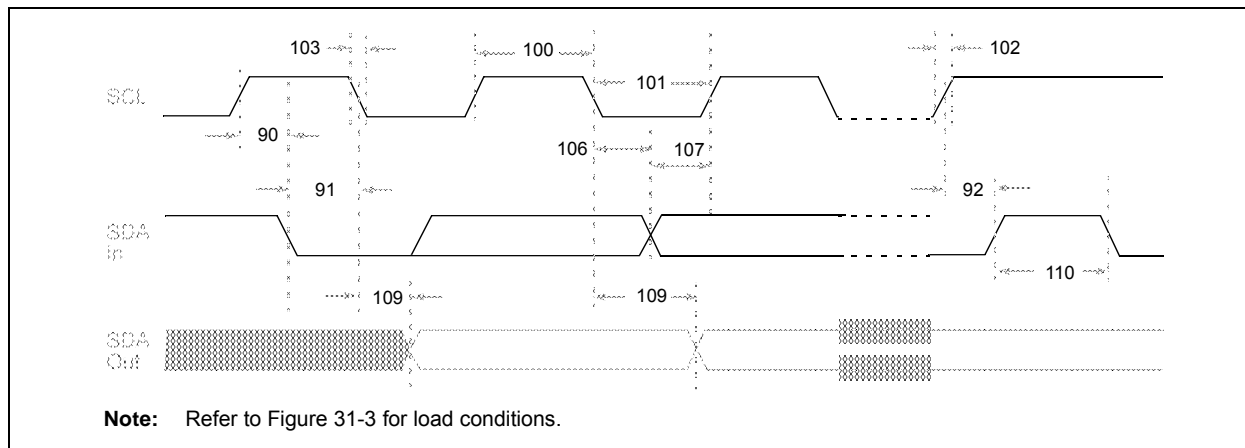 103
100
102
101
SCL
90
106
107
91
92
SDA
In
110
109
109
SDA
Out
Note: Refer to Figure 31-3 for load conditions.